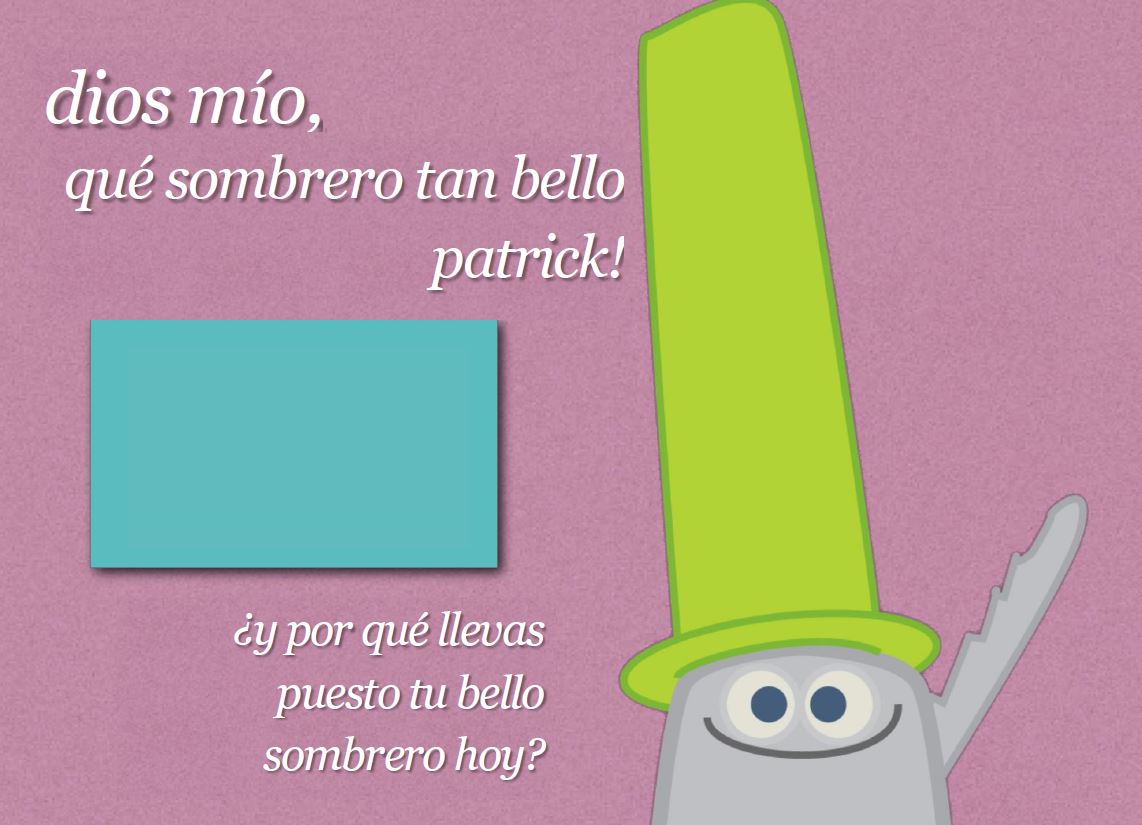 dios mío,
qué sombrero tan bello
patrick!
¿y por qué llevas
puesto tu bello
sombrero hoy?